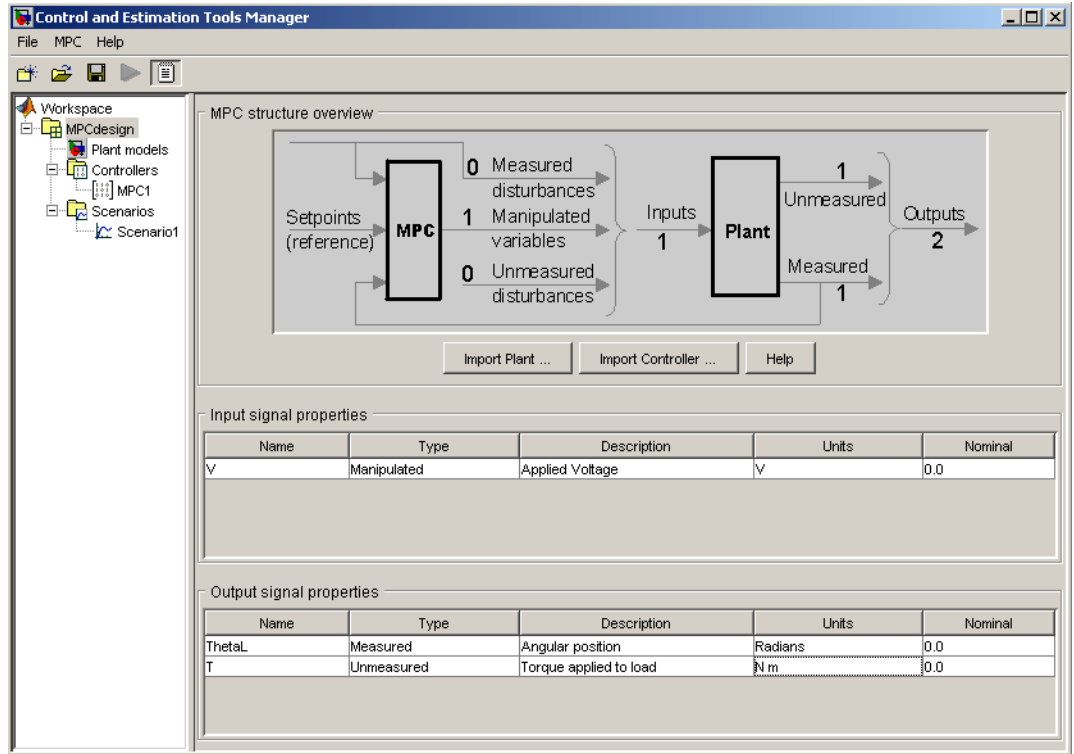 Control and Estimation Tools Manager
File MPC Help
Workspace
MPCdesign
Plant models
Controllers
MPC1
Scenarios
Scenario1
MPC structure overview
0 Measured
disturbances
Setpoints
(reference)
MPC
1 Manipulated
variables
0 Unmeasured
disturbances
Inputs
1
Plant
1
Unmeasured
Measured
1
Outputs
2
Import Plant ...
Import Controller ...
Help
Input signal properties
Name Type Description Units Nominal
V Manipulated Applied Voltage V 0.0
Output signal properties
Name Type Description Units Nominal
ThetaL Measured Angular position Radians 0.0
T Unmeasured Torque applied to load N m 0.0